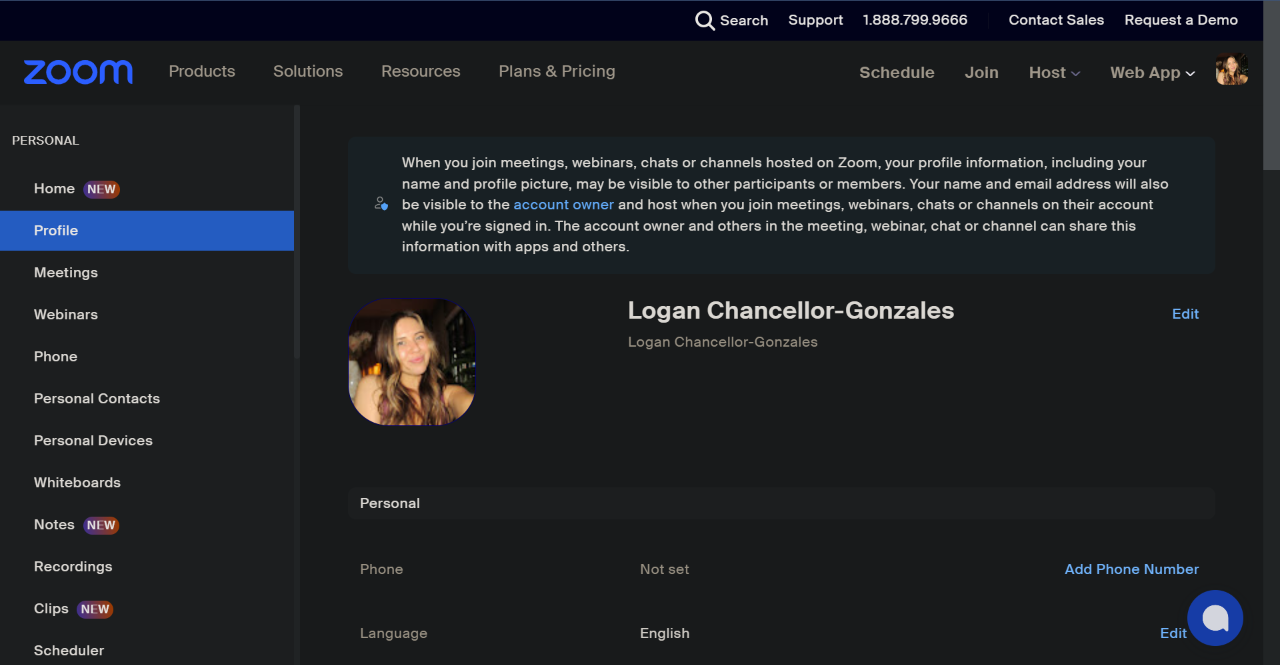 Search Support 1.888.799.9666 Contact Sales Request a Demo
zoom Products Solutions Resources Plans & Pricing Schedule Join Host Web App
PERSONAL
Home NEW
Profile
Meetings
Webinars
Phone
Personal Contacts
Personal Devices
Whiteboards
Notes NEW
Recordings
Clips NEW
Scheduler
When you join meetings, webinars, chats or channels hosted on Zoom, your profile information, including your
name and profile picture, may be visible to other participants or members. Your name and email address will also
be visible to the account owner and host when you join meetings, webinars, chats or channels on their account
while you’re signed in. The account owner and others in the meeting, webinar, chat or channel can share this
information with apps and others.
Logan Chancellor-Gonzales Edit
Logan Chancellor-Gonzales
Personal
Phone Not set Add Phone Number
Language English Edit